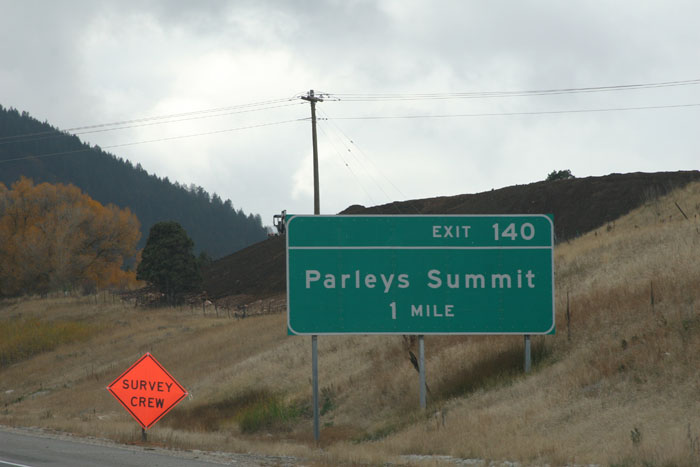 EXIT 140
Parleys Summit
1 MILE
SURVEY
CREW